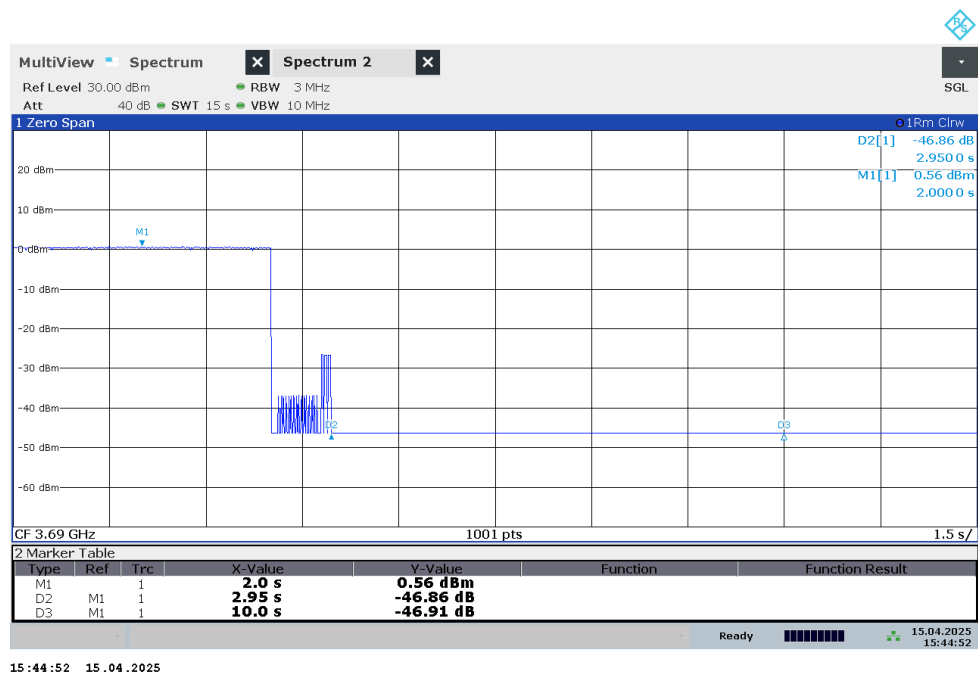 R S
MultiView Spectrum X Spectrum 2 X
Ref Level 30.00 dBm RBW 3 MHz SGL
Att 40 dB SWT 15 s VBW 10 MHz
1 Zero Span 1Rm Clrw
D2[1] -46.86 dB
2.950 0 s
20 dBm M1[1] 0.56 dBm
2.000 0 s
10 dBm
M1
0 dBm
-10 dBm
-20 dBm
-30 dBm
-40 dBm
D2 D3
-50 dBm
-60 dBm
CF 3.69 GHz 1001 pts 1.5 s/
2 Marker Table
Type Ref Trc X-Value Y-Value Function Function Result
M1 1 2.0 s 0.56 dBm
D2 M1 1 2.95 s -46.86 dB
D3 M1 1 10.0 s -46.91 dB
Ready 15.04.2025
15:44:52
15:44:52 15.04.2025